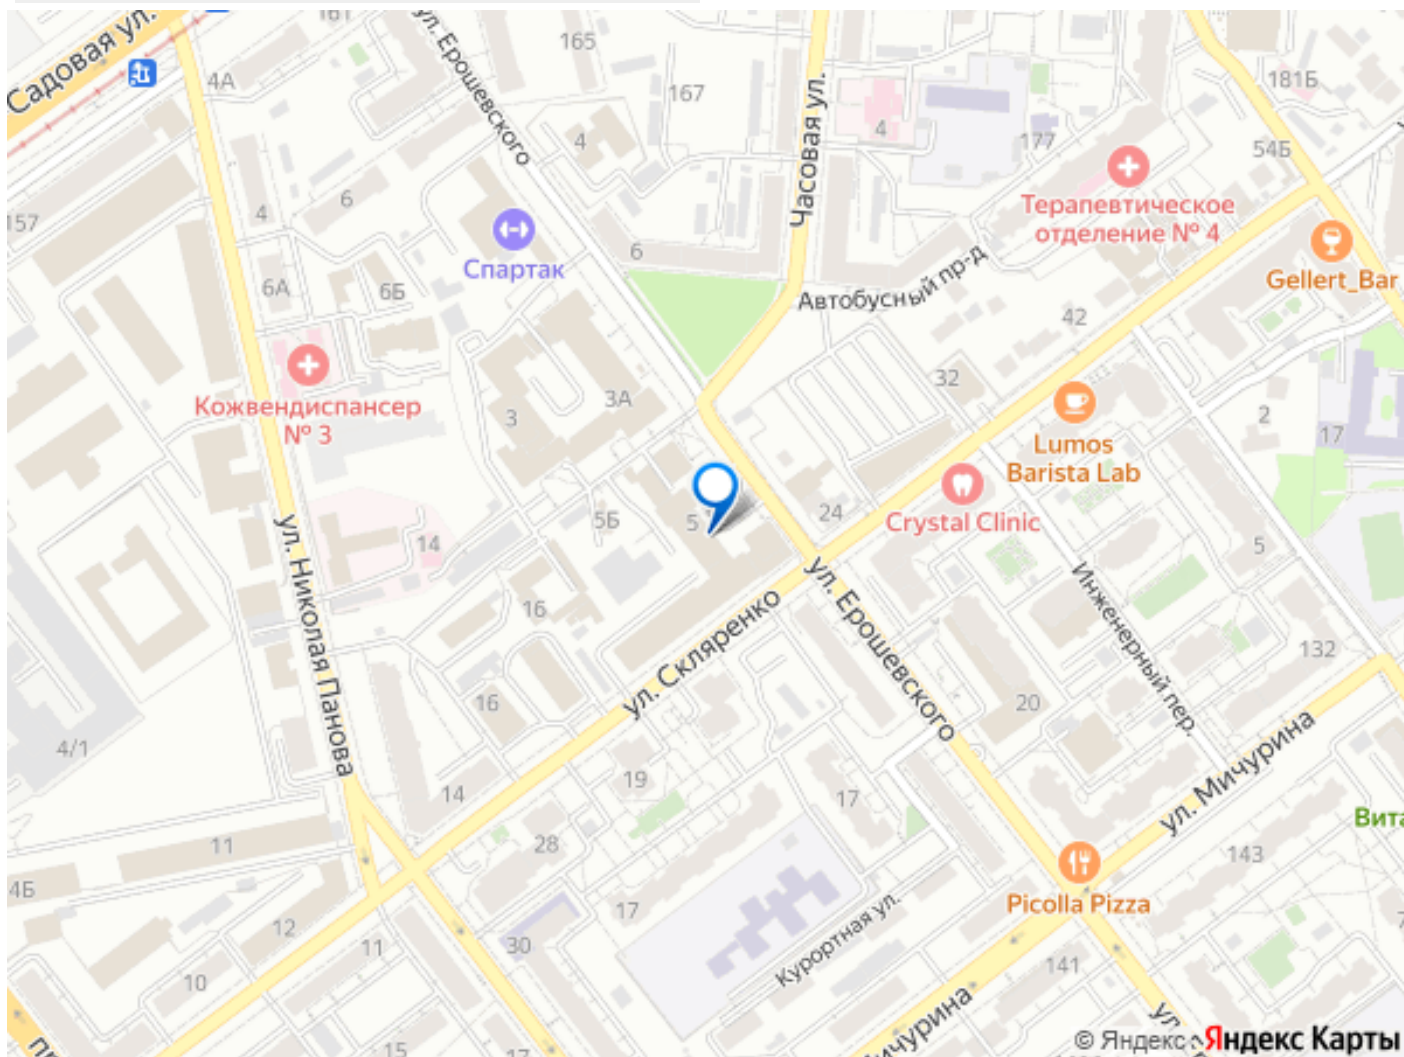 Садовая ул.
161
165
4А
ул. Ерошевского
167
Часовая ул.
4
177
181Б
54Б
4
157
4
6
Терапевтическое
отделение № 4
Спартак
6
Gellert_Bar
6А
6Б
Автобусный пр-д
42
Кожвендиспансер
№ 3
3
3А
32
2
17
Lumos
Barista Lab
Crystal Clinic
5Б
5
24
14
5
ул. Николая Панова
16
ул. Скляренко
ул. Ерошевского
Инженерный пер.
132
16
20
4/1
19
14
17
ул. Мичурина
Вита
11
28
143
4Б
Picolla Pizza
17
12
11
30
Курортная ул.
10
141
Мичурина
ул.
15
17
© Яндекс
Яндекс Карты